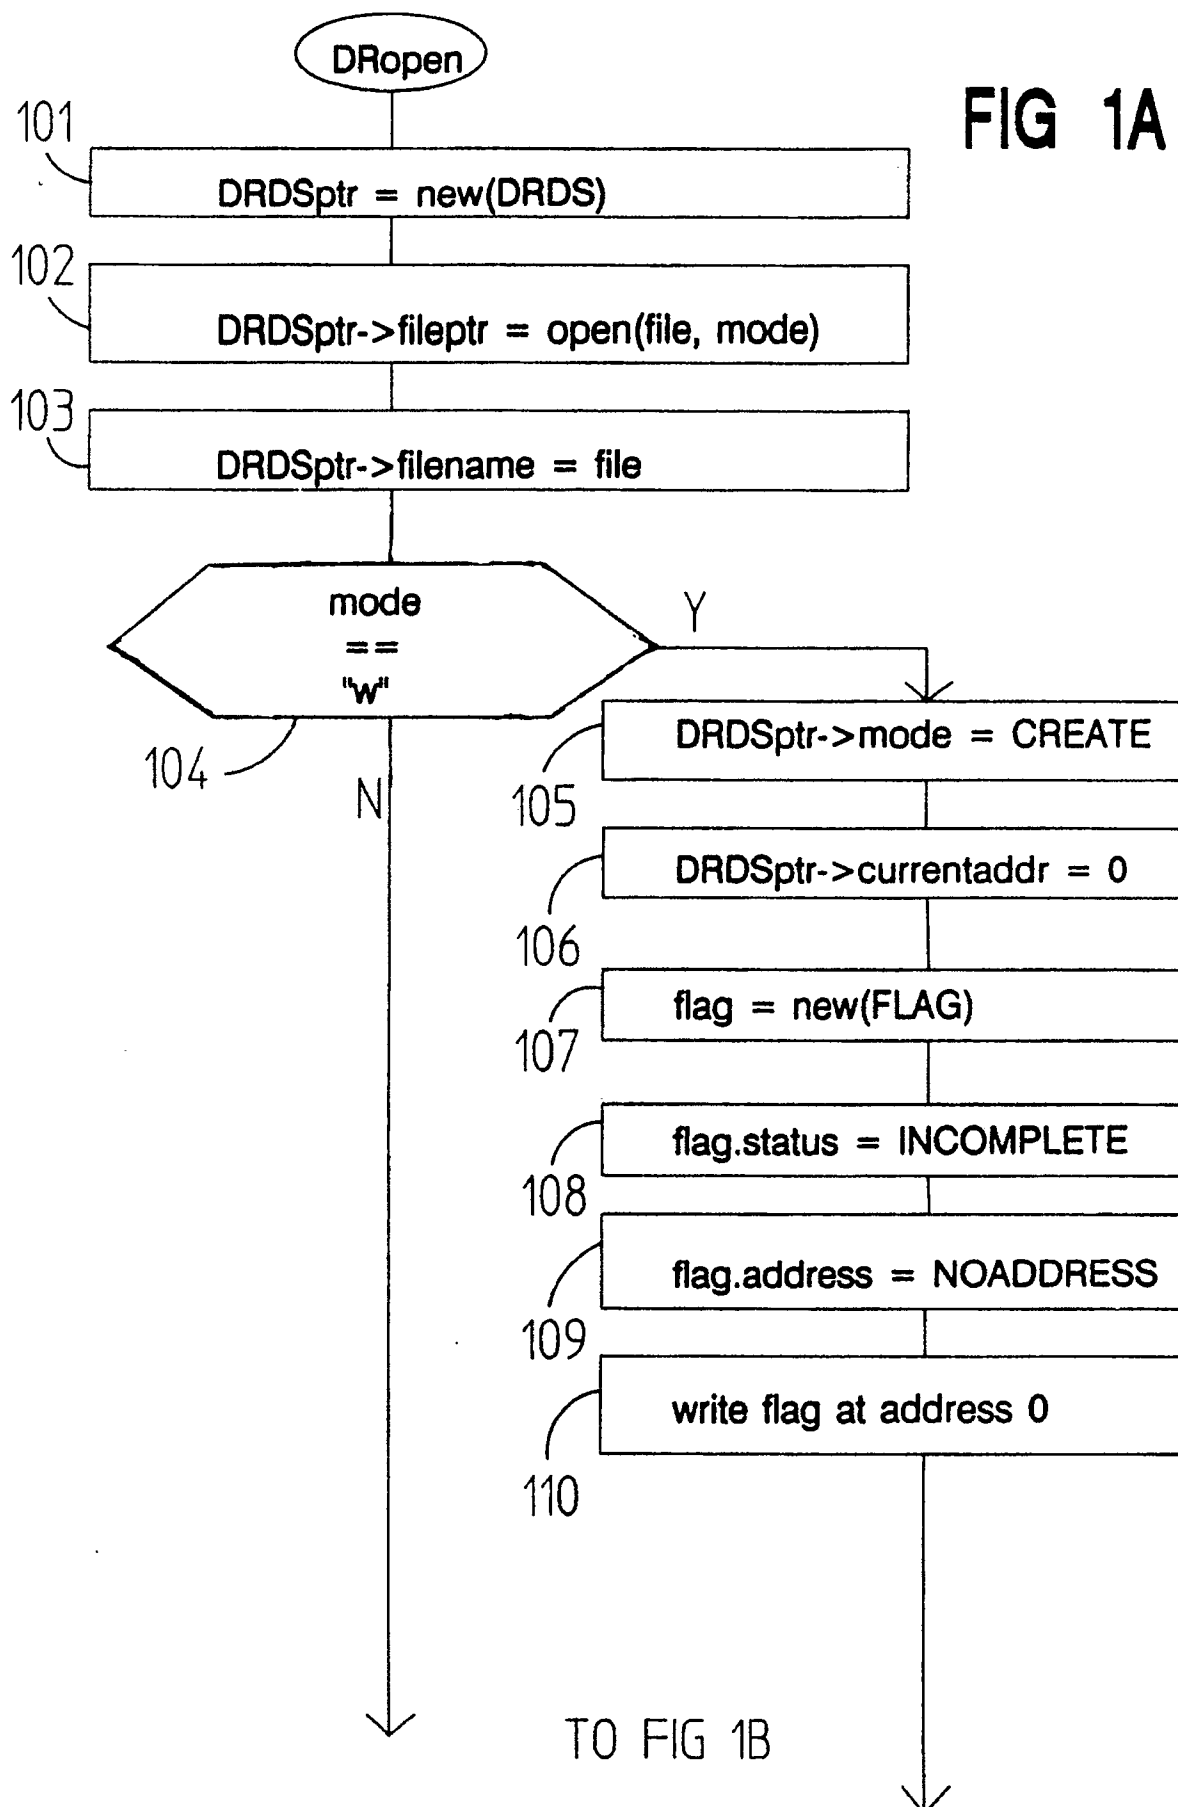 DRopen
FIG 1A
101
DRDSptr = new(DRDS)
102
DRDSptr->fileptr = open(file, mode)
103
DRDSptr->filename = file
mode
==
"w"
Y
104
N
DRDSptr->mode = CREATE
105
DRDSptr->currentaddr = 0
106
flag = new(FLAG)
107
flag.status = INCOMPLETE
108
flag.address = NOADDRESS
109
write flag at address 0
110
TO FIG 1B